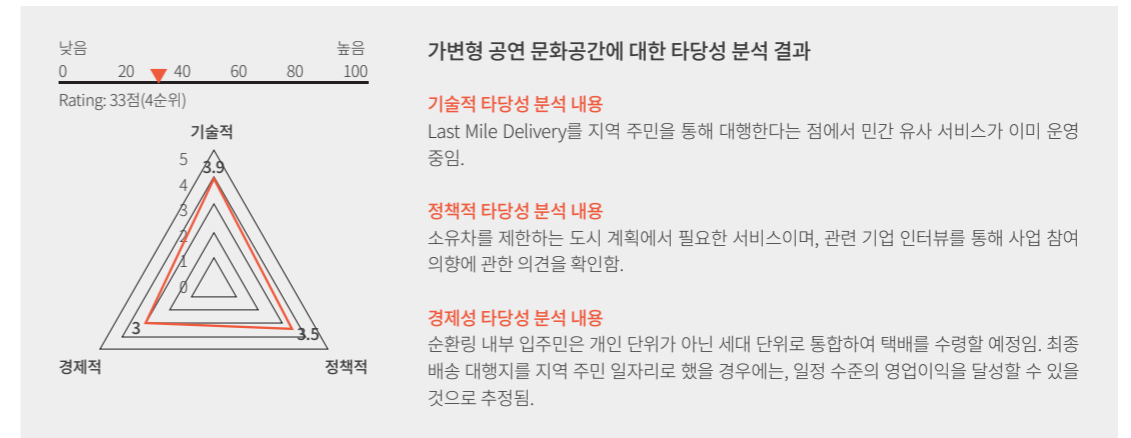 낮음 높음
0 20 40 60 80 100
Rating: 33점(4순위)
기술적
5
3.9
4
3
2
1
0
3
3.5
경제적 정책적
가변형 공연 문화공간에 대한 타당성 분석 결과
기술적 타당성 분석 내용
Last Mile Delivery를 지역 주민을 통해 대행한다는 점에서 민간 유사 서비스가 이미 운영
중임.
정책적 타당성 분석 내용
소유차를 제한하는 도시 계획에서 필요한 서비스이며, 관련 기업 인터뷰를 통해 사업 참여
의향에 관한 의견을 확인함.
경제성 타당성 분석 내용
순환링 내부 입주민은 개인 단위가 아닌 세대 단위로 통합하여 택배를 수령할 예정임. 최종
배송 대행지를 지역 주민 일자리로 했을 경우에는, 일정 수준의 영업이익을 달성할 수 있을
것으로 추정됨.